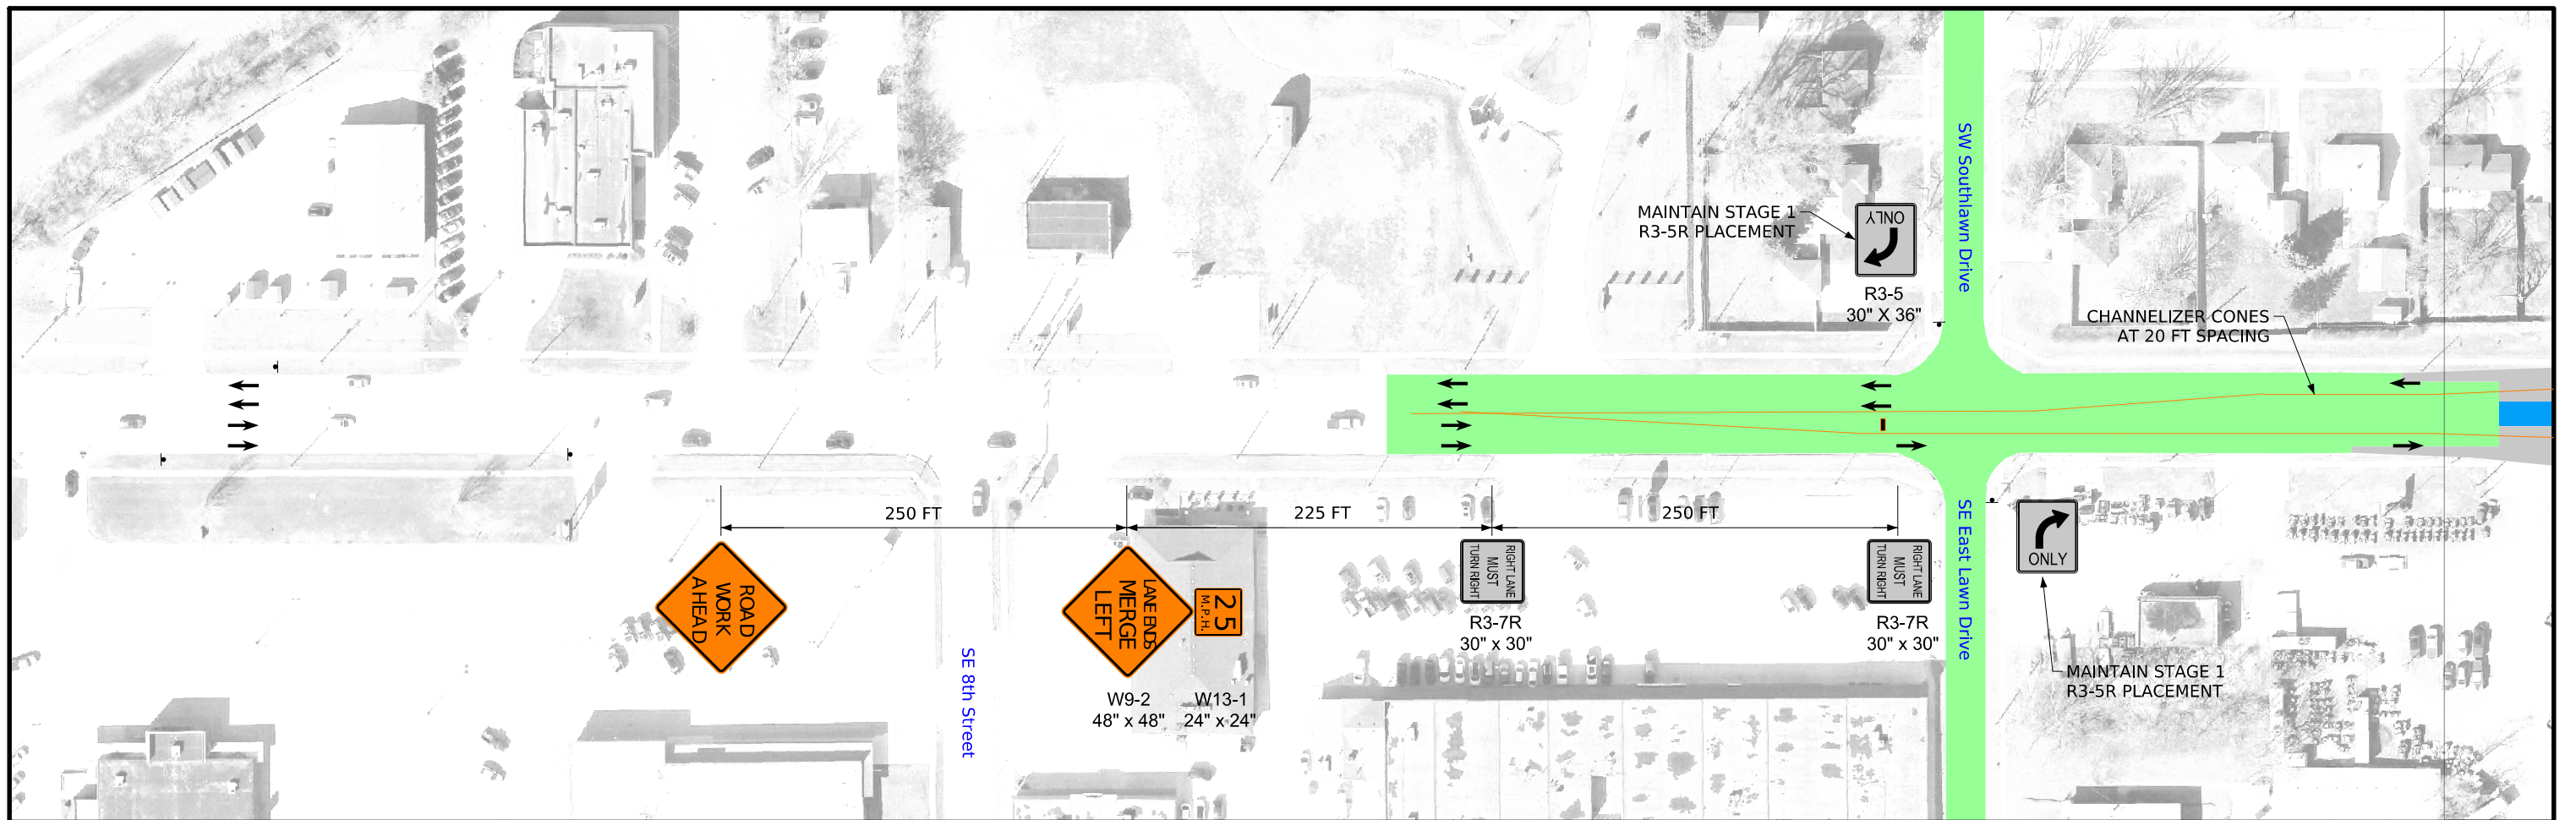 SW Southlawn Drive
MAINTAIN STAGE 1
R3-5R PLACEMENT
ONLY
R3-5
30" X 36"
CHANNELIZER CONES
AT 20 FT SPACING
250 FT
225 FT
250 FT
ROAD
WORK
AHEAD
LANE ENDS
MERGE
LEFT
25
M.P.H.
W9-2
48" x 48"
W13-1
24" x 24"
RIGHT LANE
MUST
TURN RIGHT
R3-7R
30" x 30"
RIGHT LANE
MUST
TURN RIGHT
R3-7R
30" x 30"
SE 8th Street
SE East Lawn Drive
ONLY
MAINTAIN STAGE 1
R3-5R PLACEMENT